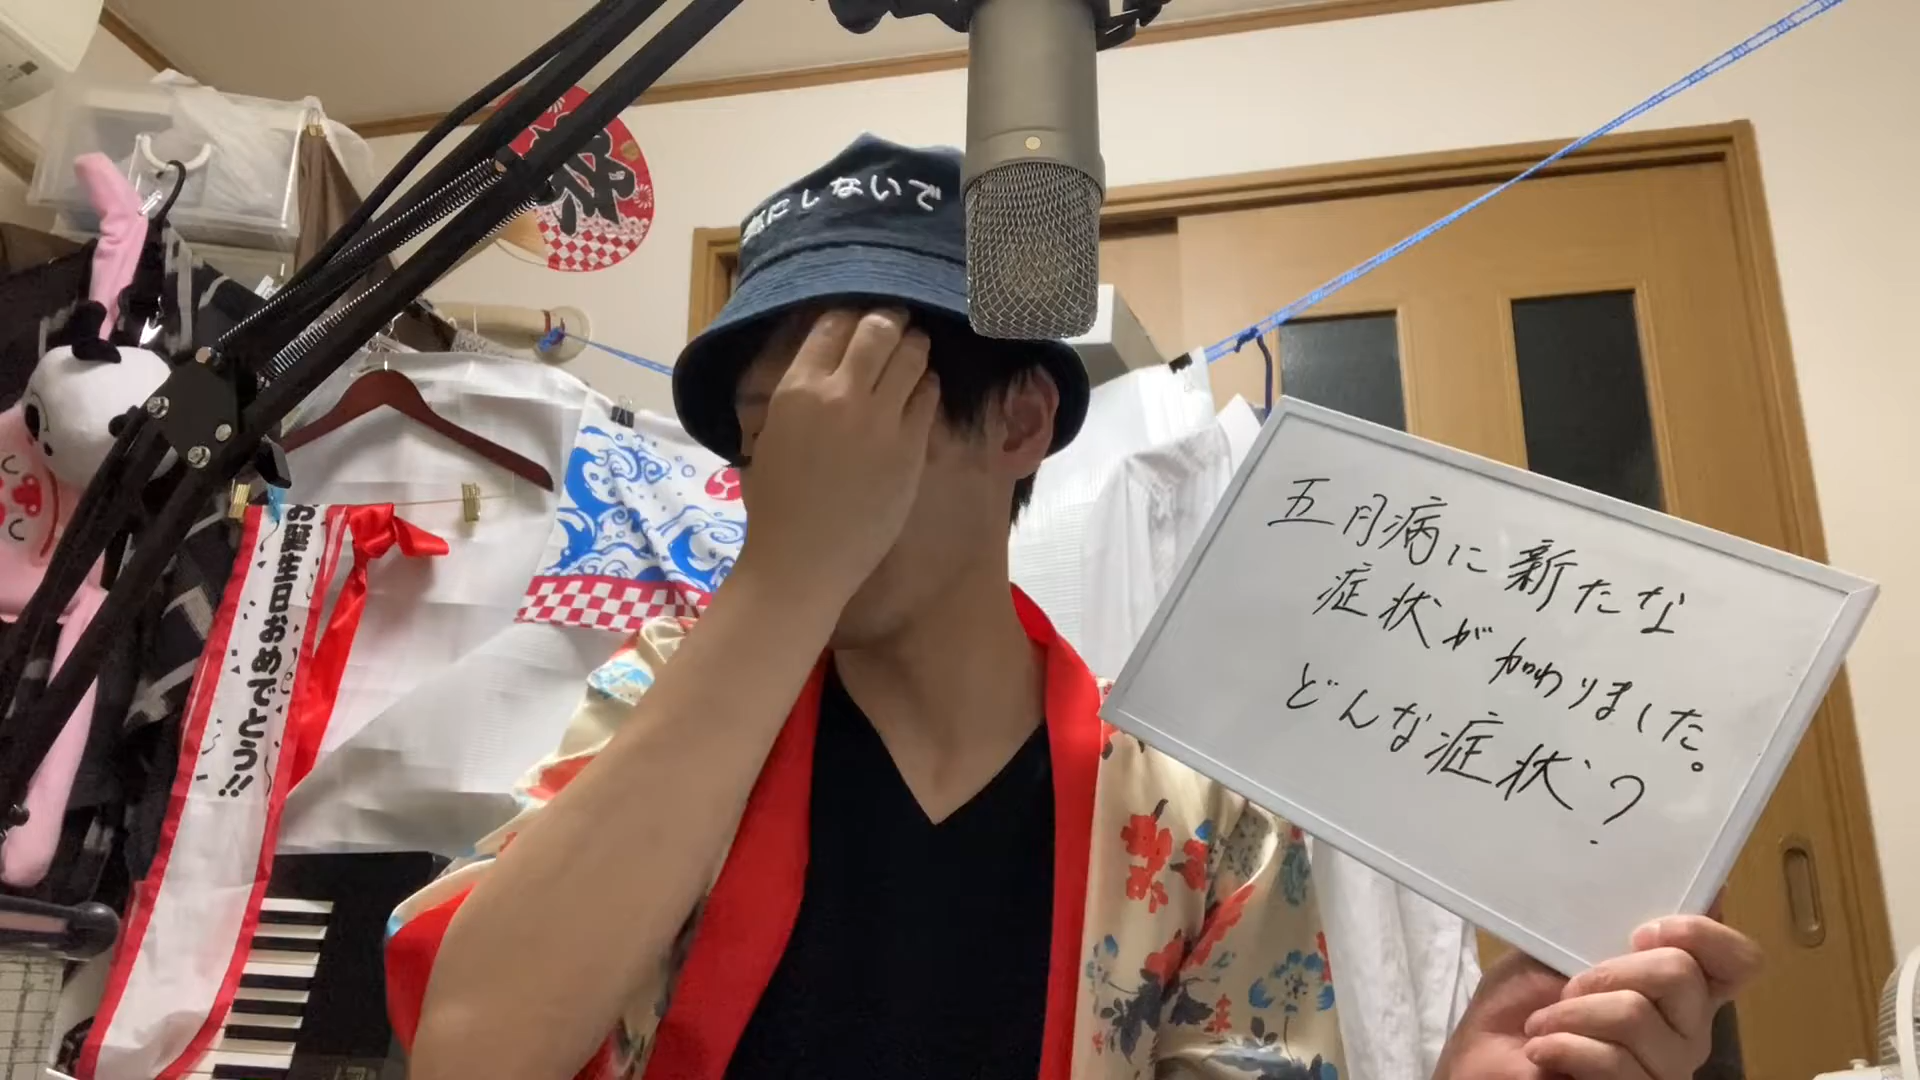 気にしないで
お誕生日おめでとう!!
五月病に新たな
症状が加わりました。
どんな症状?